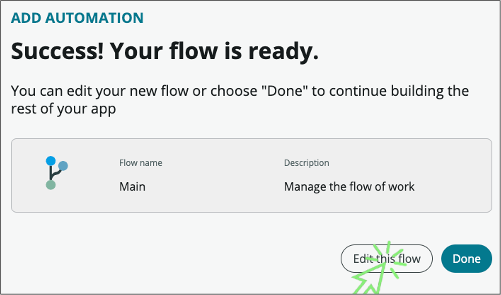 ADD AUTOMATION
Success! Your flow is ready.
You can edit your new flow or choose "Done" to continue building the
rest of your app
Flow name
Description
Main
Manage the flow of work
Edit this flow
Done